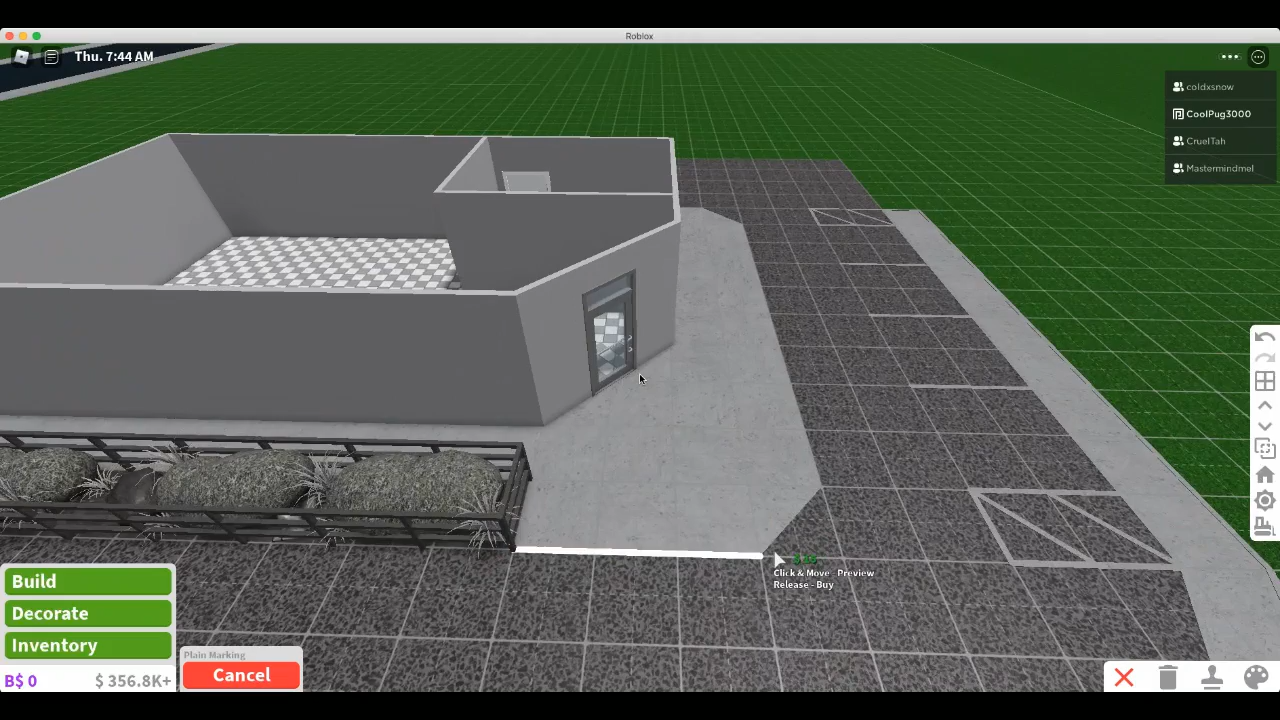 Roblox
Thu. 7:44 AM
coldxsnow
CoolPug3000
CruelTah
Mastermindmel
Click & Move - Preview
Release - Buy
Build
Decorate
Inventory
Plain Marking
Cancel
B$ 0
$ 356.8K+